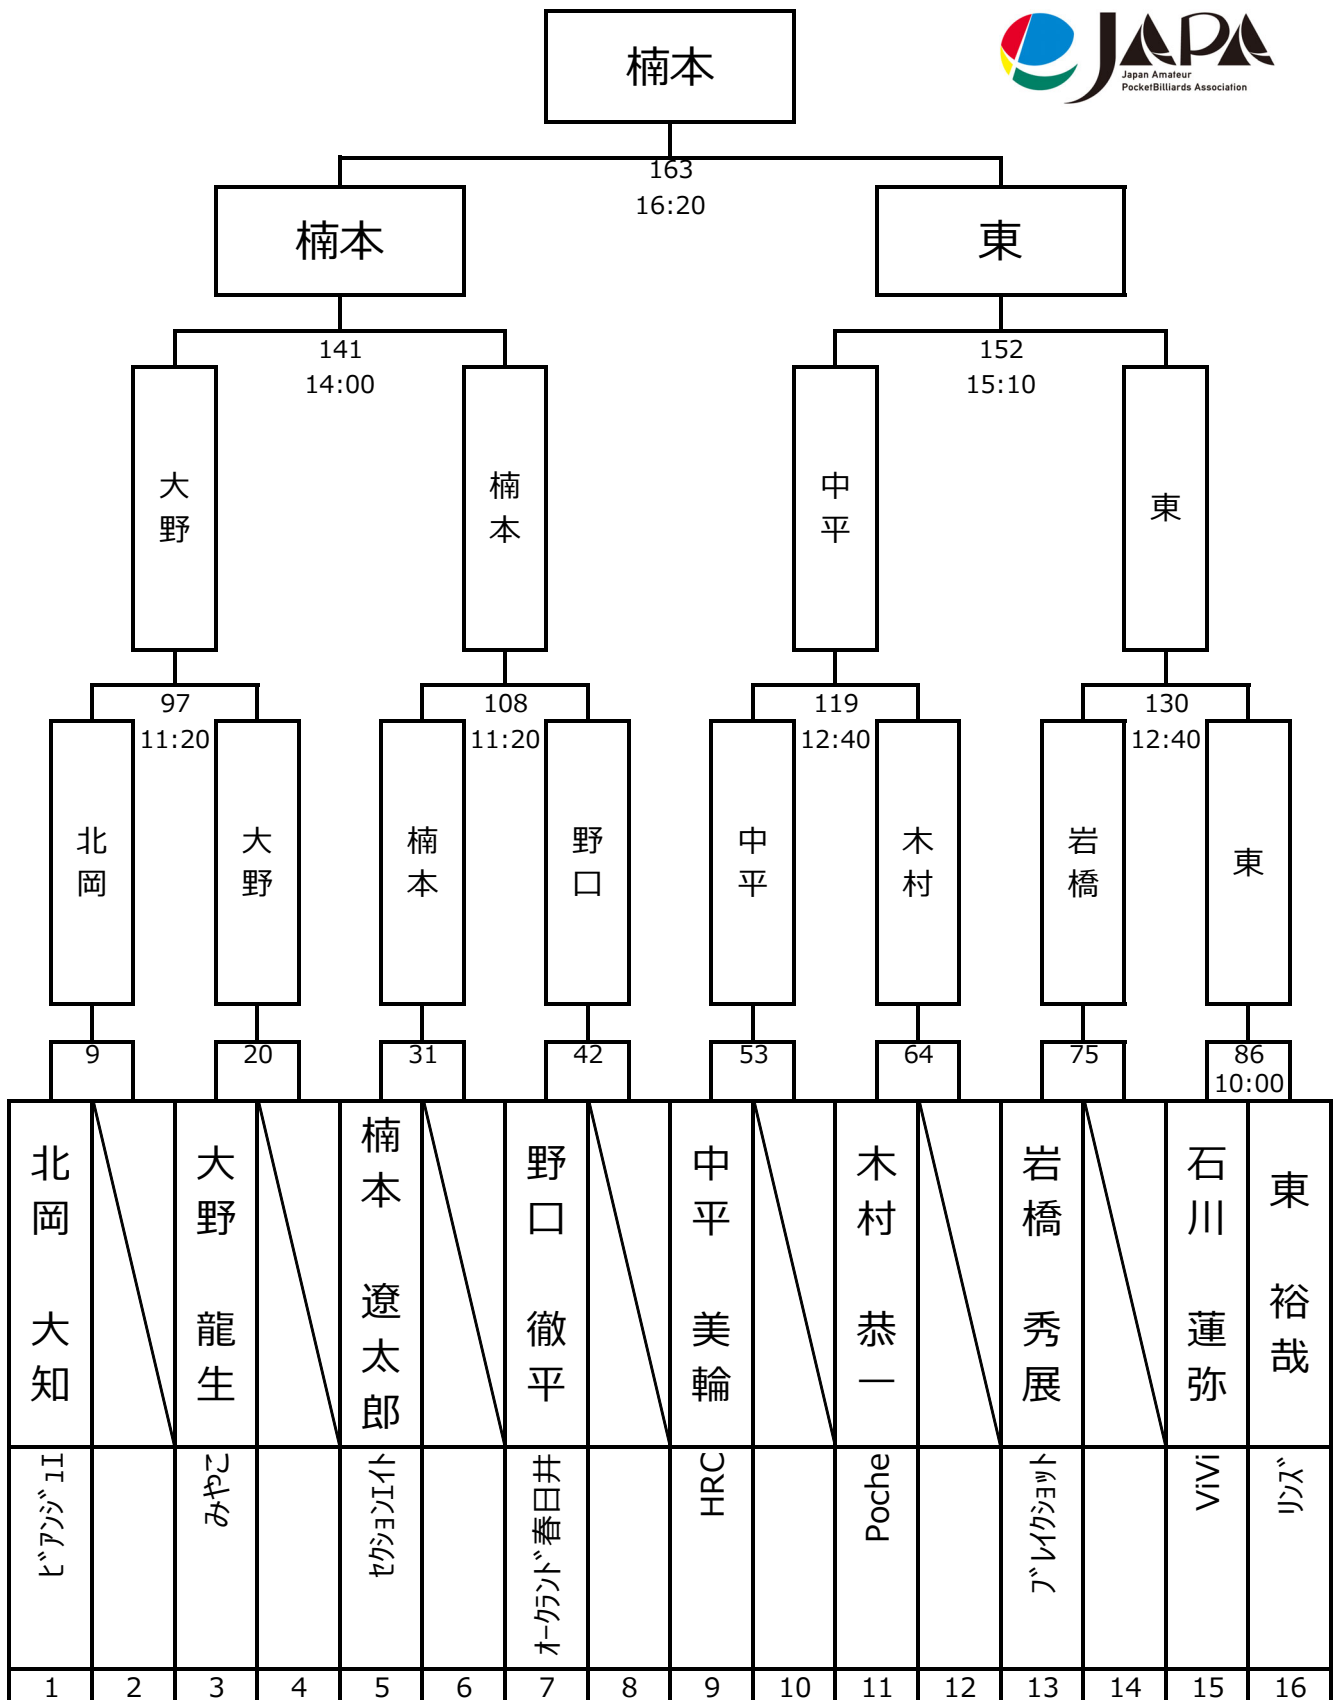 楠本
JAPA
Japan Amateur
PocketBilliards Association
163
16:20
楠本
東
141
14:00
152
15:10
大野
楠本
中平
東
97
11:20
108
11:20
119
12:40
130
12:40
北岡
大野
楠本
野口
中平
木村
岩橋
東
9
20
31
42
53
64
75
86
10:00
北岡 大知
大野 龍生
楠本 遼太郎
野口 徹平
中平 美輪
木村 恭一
岩橋 秀展
石川 蓮弥
東 裕哉
ﾋﾞｱﾝｼﾞｭｴ
みやこ
ｾｸｼｮﾝｴｲﾄ
ｵｰｸﾗﾝﾄﾞ春日井
HRC
Poche
ﾌﾞﾚｲｸｼｮｯﾄ
ViVi
ﾘﾝｽﾞ
1 2 3 4 5 6 7 8 9 10 11 12 13 14 15 16